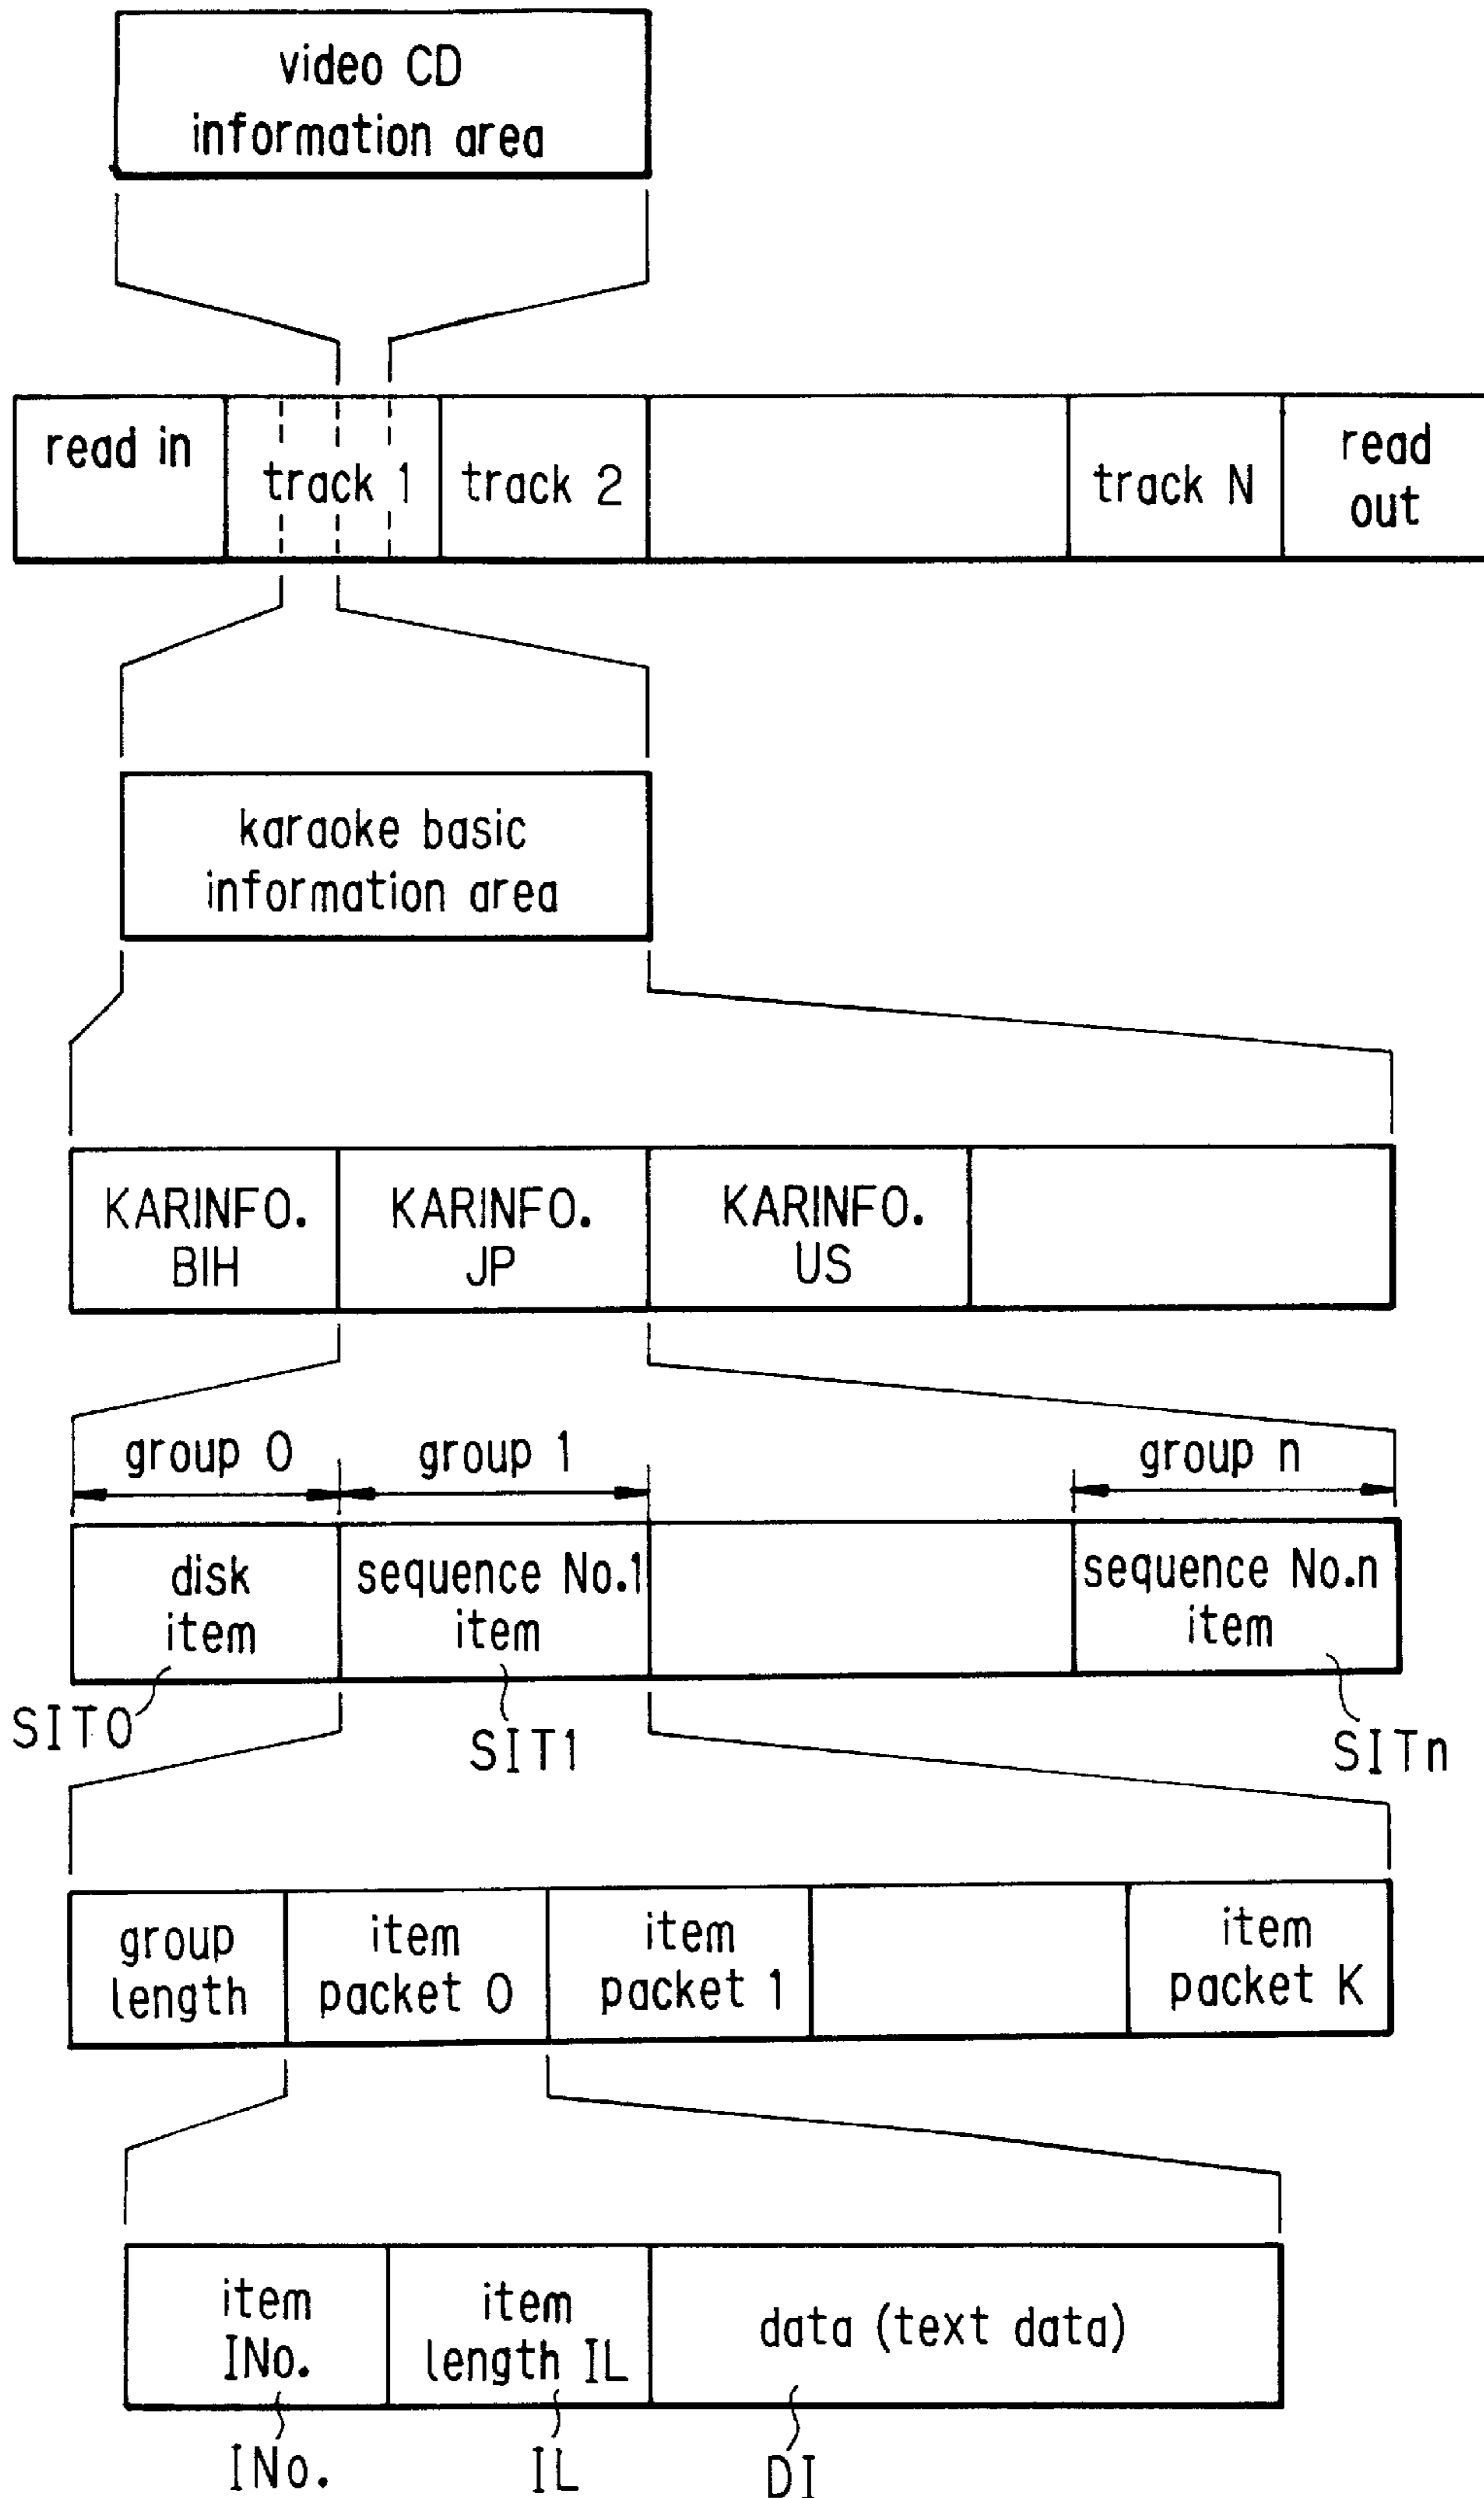 video CD
information area
read in
track 1
track 2
track N
read
out
karaoke basic
information area
KARINFO.
BIH
KARINFO.
JP
KARINFO.
US
group 0
group 1
group n
disk
item
sequence No.1
item
sequence No.n
item
SIT0
SIT1
SITn
group
length
item
packet 0
item
packet 1
item
packet K
item
INo.
item
length IL
data (text data)
INo.
IL
DI